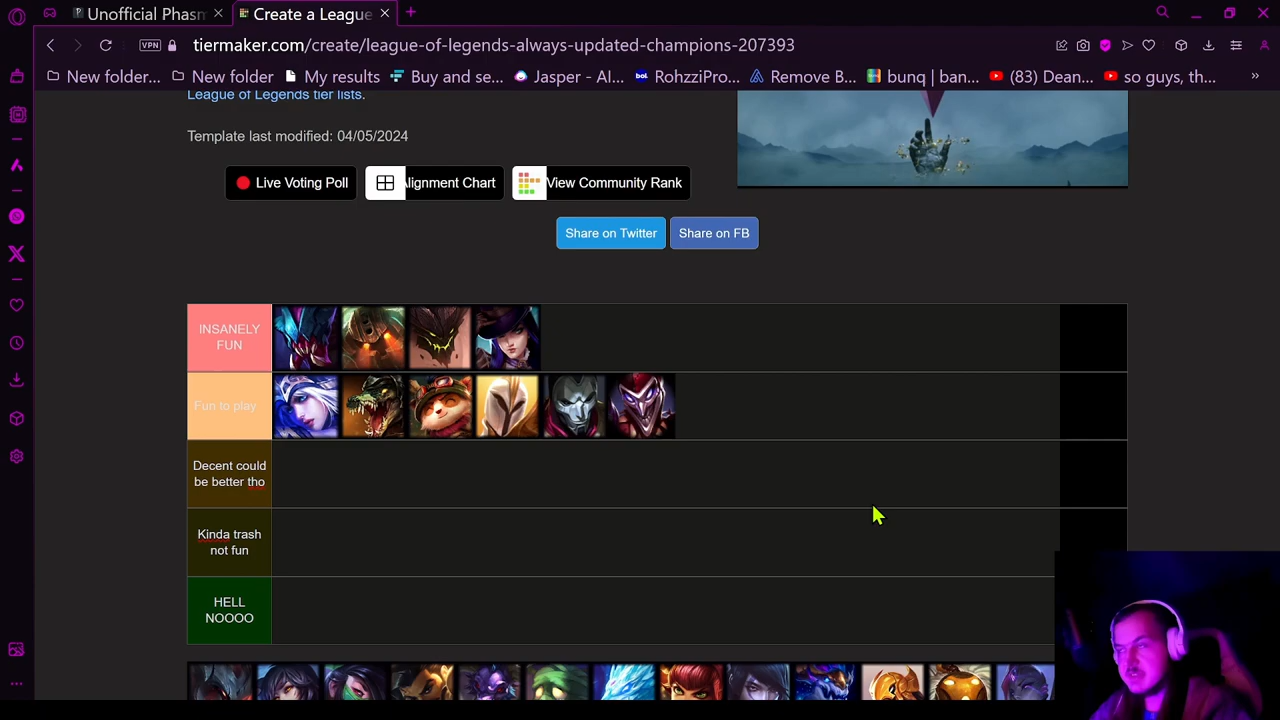 Unofficial Phasm
Create a League
VPN
tiermaker.com/create/league-of-legends-always-updated-champions-207393
New folder...
New folder
My results
Buy and se...
Jasper - AI...
bol
RohzziPro...
Remove B...
bunq | ban...
(83) Dean...
so guys, th...
League of Legends tier lists.
Template last modified: 04/05/2024
Live Voting Poll
lignment Chart
View Community Rank
Share on Twitter
Share on FB
INSANELY
FUN
Fun to play
Decent could
be better tho
Kinda trash
not fun
HELL
NOOOO